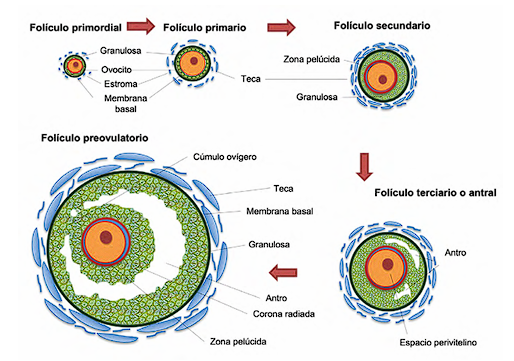 Folículo primordial
Folículo primario
Folículo secundario
Granulosa
Ovocito
Estroma
Membrana
basal
Teca
Zona pelúcida
Granulosa
Folículo preovulatorio
Cúmulo ovígero
Teca
Membrana basal
Granulosa
Antro
Corona radiada
Zona pelúcida
Folículo terciario o antral
Antro
Espacio perivitelino